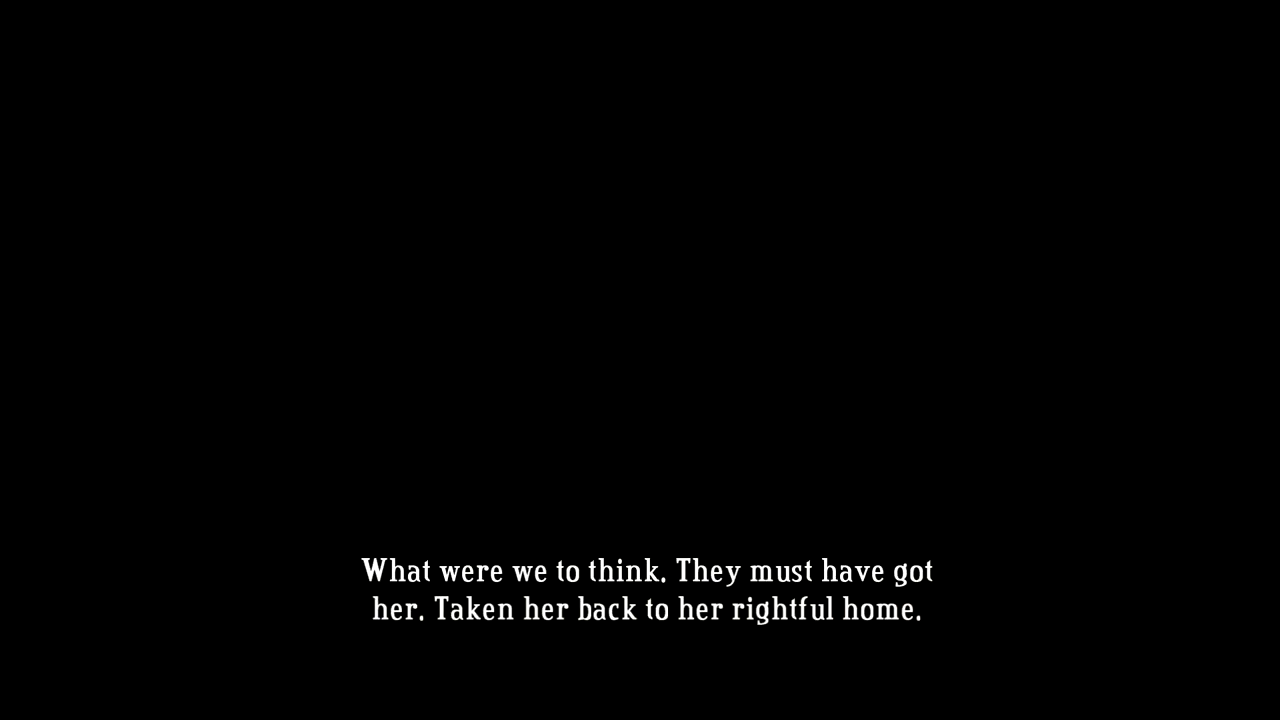 What were we to think. They must have got
her. Taken her back to her rightful home.